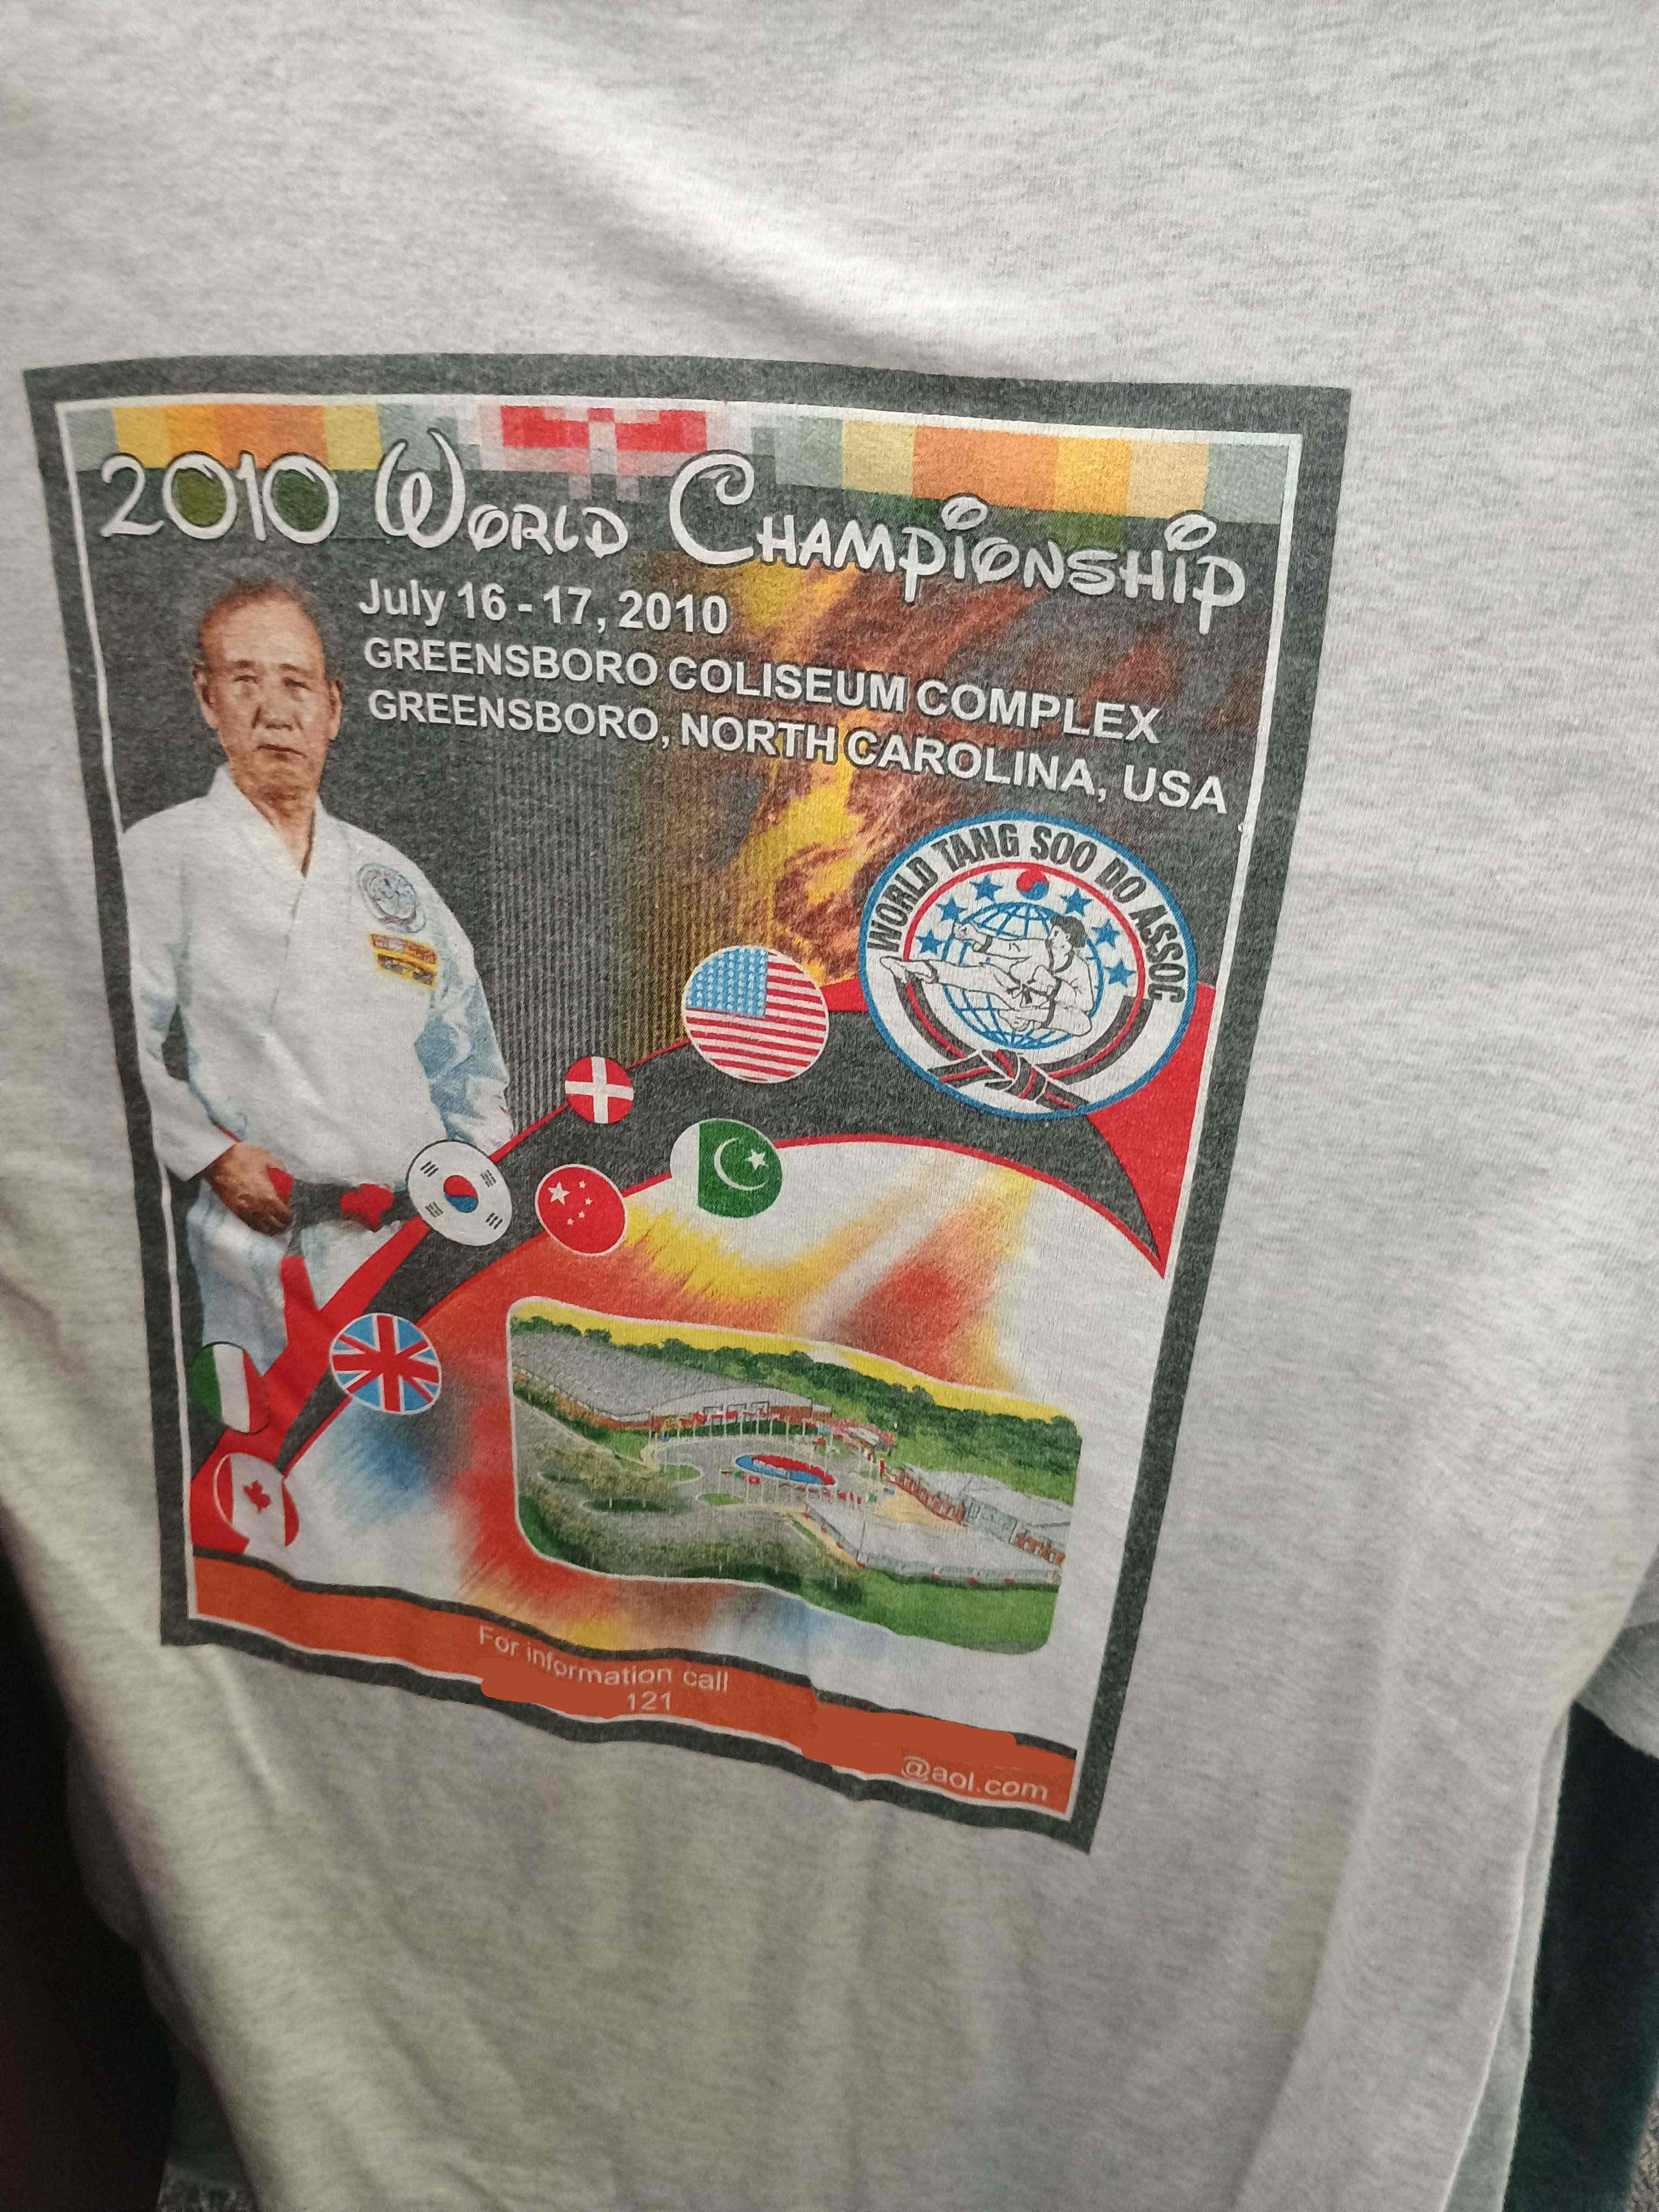 2010 World Championship
July 16 - 17, 2010
GREENSBORO COLISEUM COMPLEX
GREENSBORO, NORTH CAROLINA, USA
WORLD TANG SOO DO ASSOC
For information call
121
@aol.com